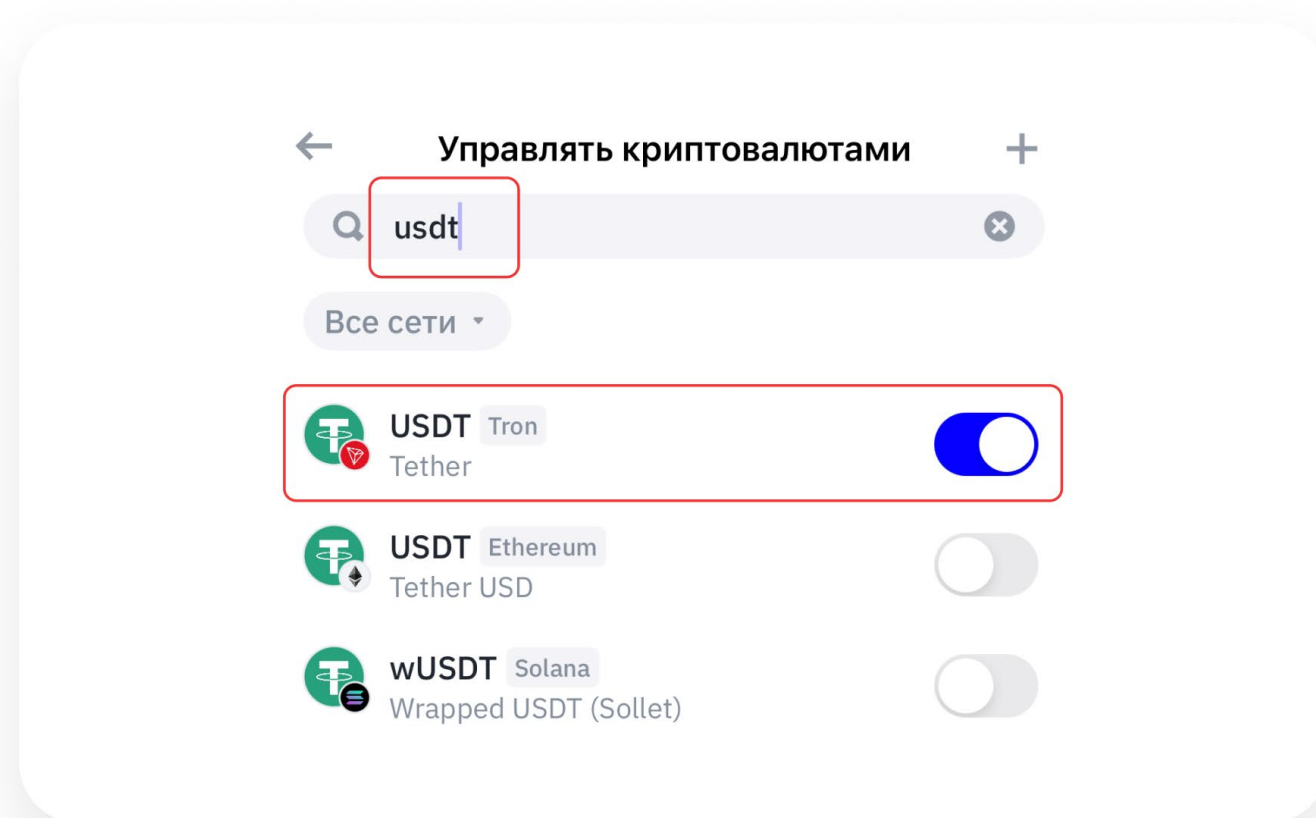 Управлять криптовалютами
usdt
Все сети
USDT Tron
Tether
USDT Ethereum
Tether USD
wUSDT Solana
Wrapped USDT (Sollet)